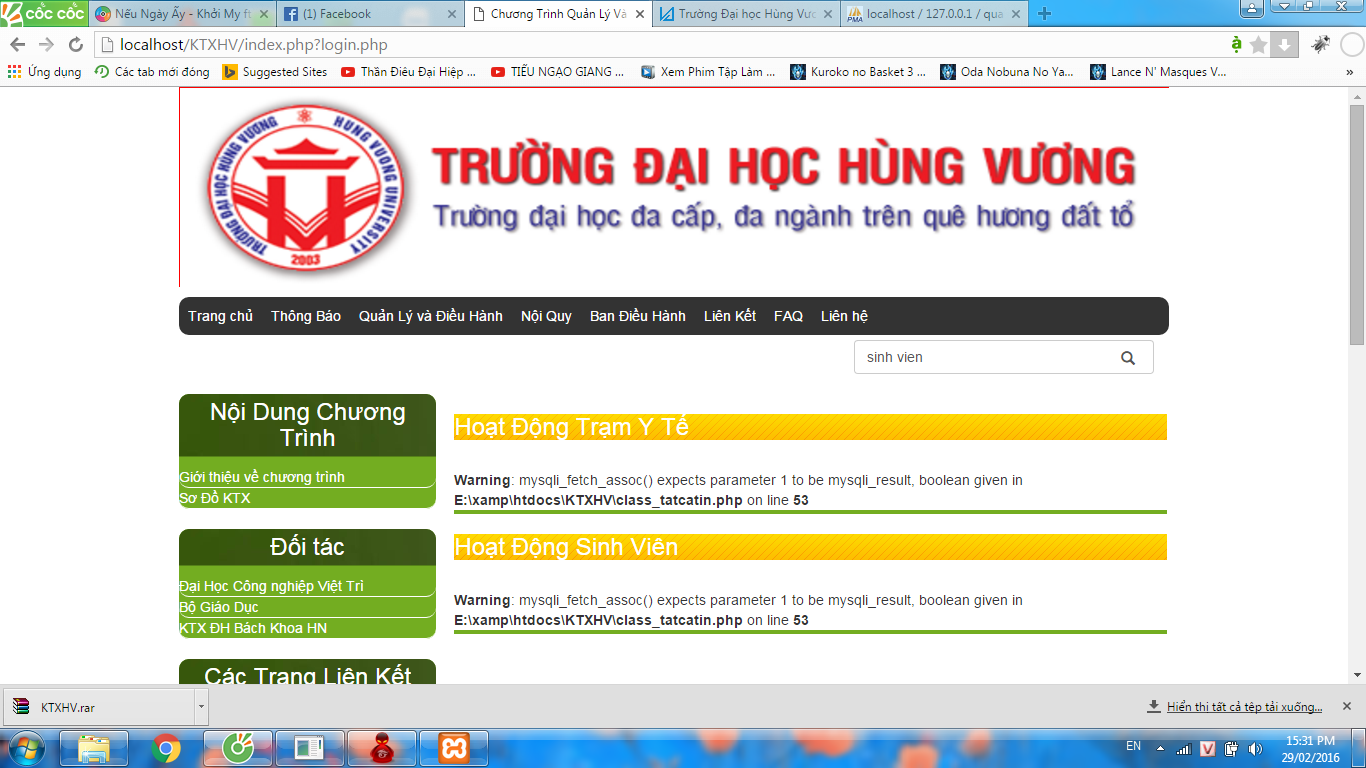 cốc cốc
Nếu Ngày Ấy - Khởi My ft
(1) Facebook
Chương Trình Quản Lý Và
Trường Đại học Hùng Vươ
localhost / 127.0.0.1 / qua
localhost/KTXHV/index.php?login.php
Ứng dụng
Các tab mới đóng
Suggested Sites
Thần Điêu Đại Hiệp ...
TIẾU NGẠO GIANG ...
Xem Phim Tập Làm ...
Kuroko no Basket 3 ...
Oda Nobuna No Ya...
Lance N' Masques V...
»
TRƯỜNG ĐẠI HỌC HÙNG VƯƠNG
HUNG VUONG UNIVERSITY
2003
TRƯỜNG ĐẠI HỌC HÙNG VƯƠNG
Trường đại học đa cấp, đa ngành trên quê hương đất tổ
Trang chủ Thông Báo Quản Lý và Điều Hành Nội Quy Ban Điều Hành Liên Kết FAQ Liên hệ
sinh vien
Nội Dung Chương
Trình
Giới thiệu về chương trình
Sơ Đồ KTX
Đối tác
Đại Học Công nghiệp Việt Trì
Bộ Giáo Dục
KTX ĐH Bách Khoa HN
Các Trang Liên Kết
Hoạt Động Trạm Y Tế
Warning: mysqli_fetch_assoc() expects parameter 1 to be mysqli_result, boolean given in
E:\xamp\htdocs\KTXHV\class_tatcatin.php on line 53
Hoạt Động Sinh Viên
Warning: mysqli_fetch_assoc() expects parameter 1 to be mysqli_result, boolean given in
E:\xamp\htdocs\KTXHV\class_tatcatin.php on line 53
KTXHV.rar
Hiển thị tất cả tệp tải xuống...
EN
15:31 PM
29/02/2016